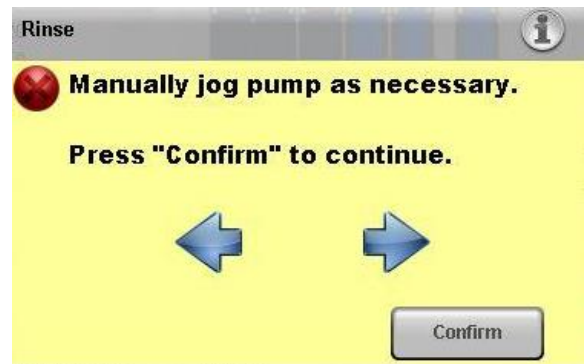 Rinse
Manually jog pump as necessary.
Press "Confirm" to continue.
Confirm